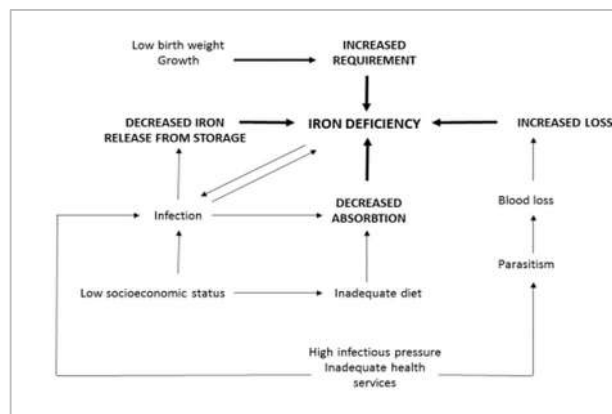 Low birth weight
Growth
INCREASED
REQUIREMENT
DECREASED IRON
RELEASE FROM STORAGE
IRON DEFICIENCY
INCREASED LOSS
Infection
DECREASED
ABSORBTION
Blood loss
Parasitism
Low socioeconomic status
Inadequate diet
High infectious pressure
Inadequate health
services